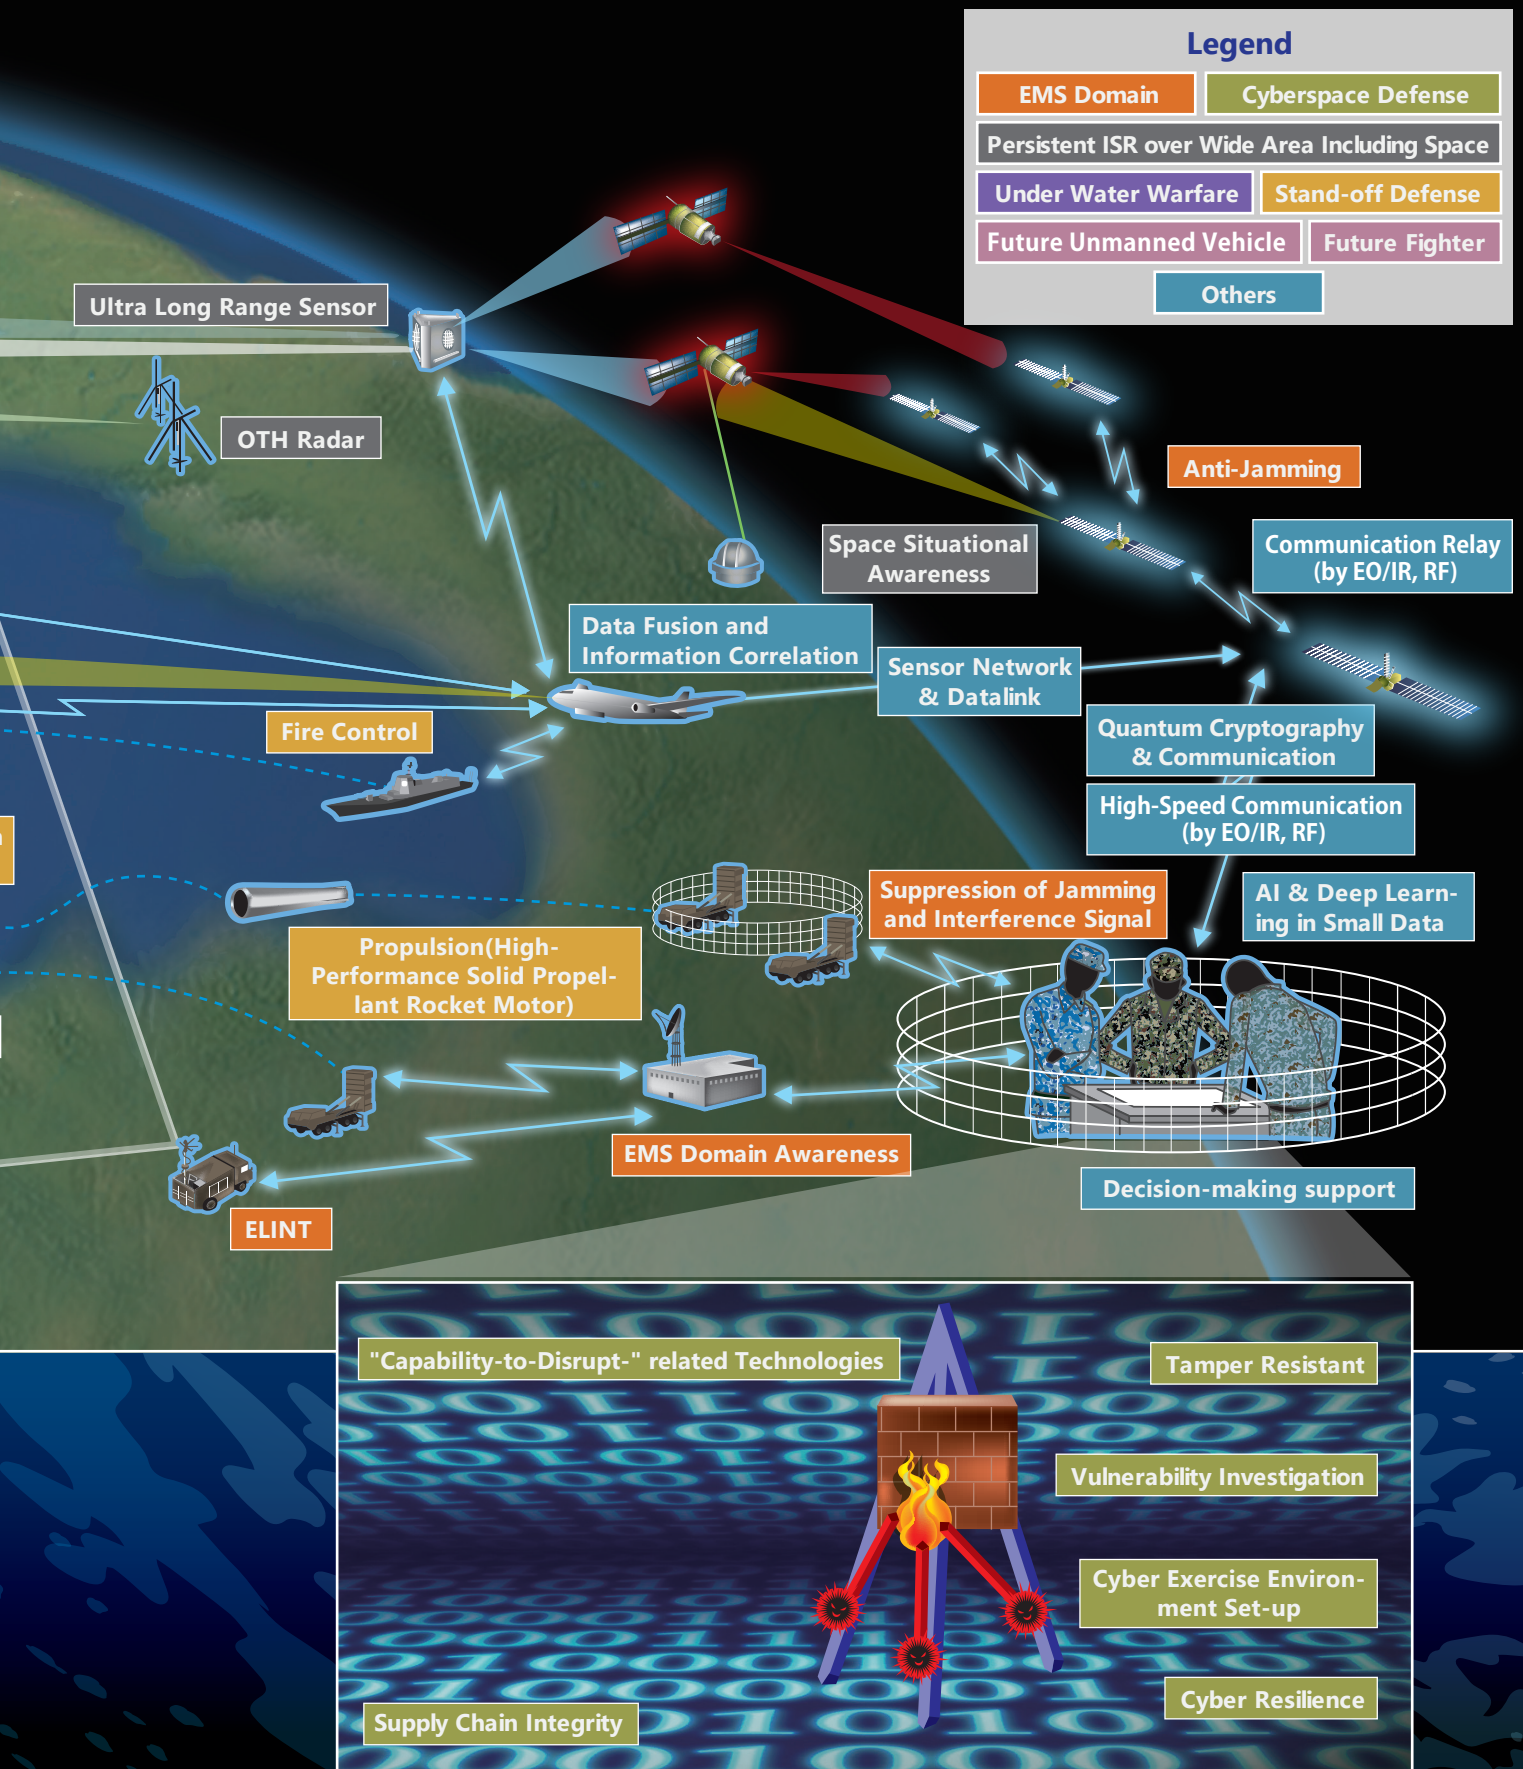 Legend
EMS Domain
Cyberspace Defense
Persistent ISR over Wide Area Including Space
Under Water Warfare
Stand-off Defense
Future Unmanned Vehicle
Future Fighter
Others
Ultra Long Range Sensor
OTH Radar
Anti-Jamming
Space Situational
Awareness
Communication Relay
(by EO/IR, RF)
Data Fusion and
Information Correlation
Sensor Network
& Datalink
Fire Control
Quantum Cryptography
& Communication
High-Speed Communication
(by EO/IR, RF)
Suppression of Jamming
and Interference Signal
AI & Deep Learn-
ing in Small Data
Propulsion(High-
Performance Solid Propel-
lant Rocket Motor)
EMS Domain Awareness
Decision-making support
ELINT
"Capability-to-Disrupt-" related Technologies
Tamper Resistant
Vulnerability Investigation
Cyber Exercise Environ-
ment Set-up
Cyber Resilience
Supply Chain Integrity